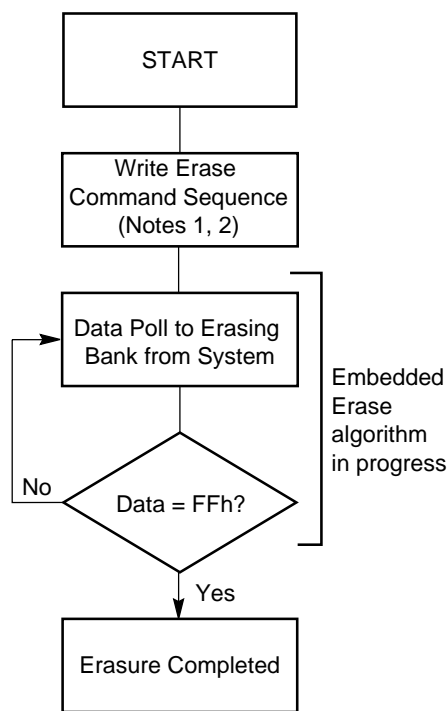 START
Write Erase
Command Sequence
(Notes 1, 2)
Data Poll to Erasing
Bank from System
Embedded
Erase
algorithm
in progress
No
Data = FFh?
Yes
Erasure Completed